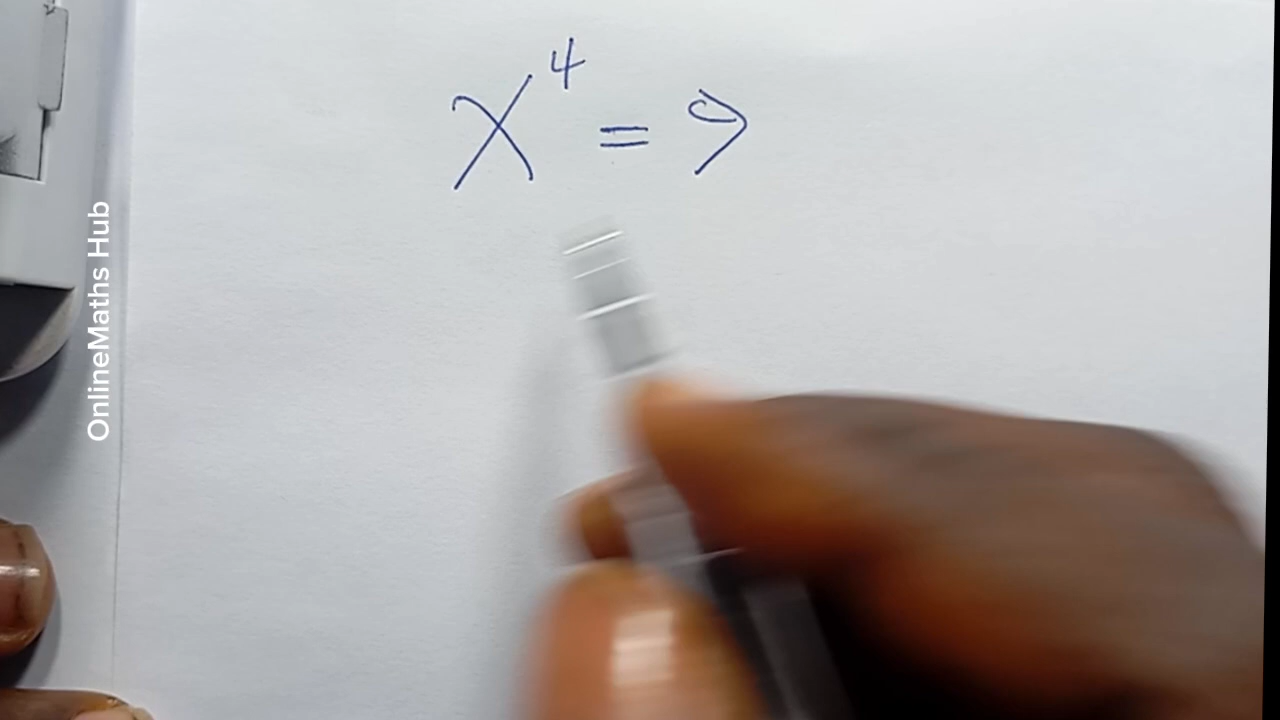 x⁴ = 9
OnlineMaths Hub